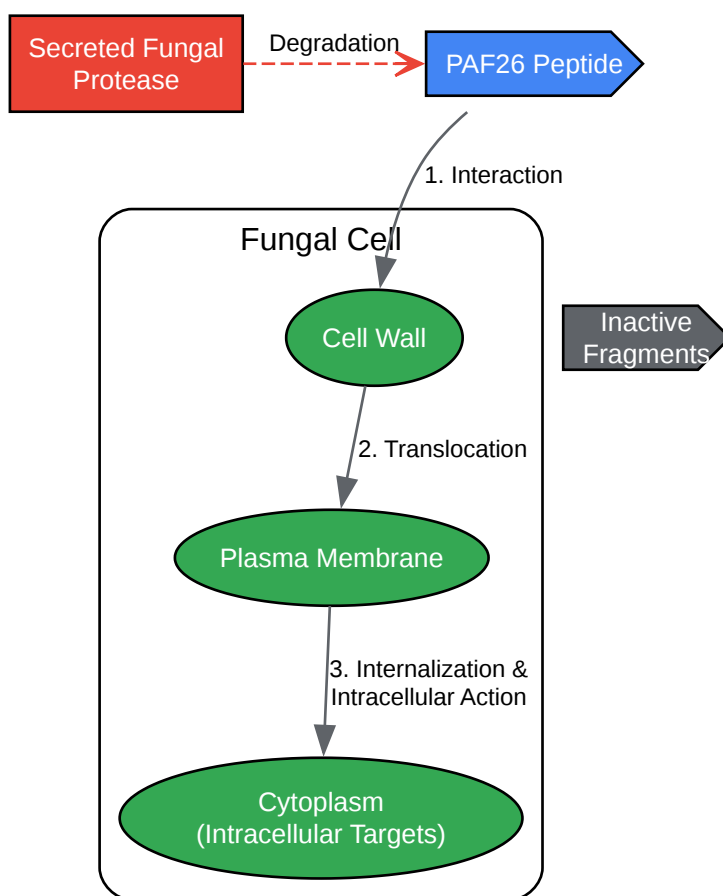 Secreted Fungal
Protease
Degradation
PAF26 Peptide
1. Interaction
Fungal Cell
Cell Wall
Inactive
Fragments
2. Translocation
Plasma Membrane
3. Internalization &
Intracellular Action
Cytoplasm
(Intracellular Targets)